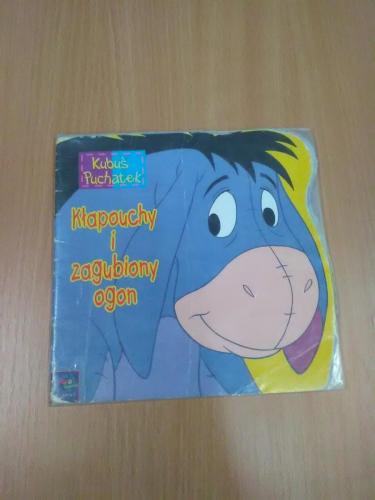 Kubuś
Puchatek
Kłapouchy
i
zagubiony
ogon